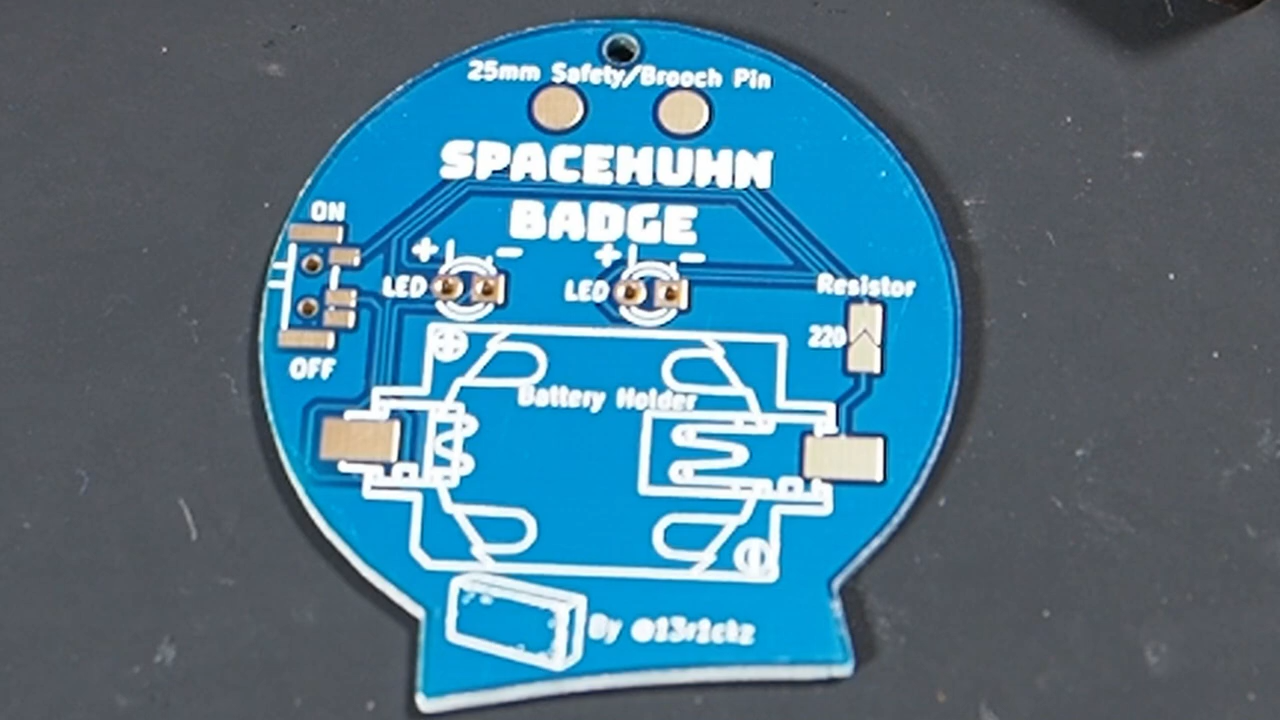 25mm Safety/Brooch Pin
SPACEHUHN
BADGE
ON
+ -
+ -
LED
LED
Resistor
220
OFF
Battery Holder
By @13r1ckz